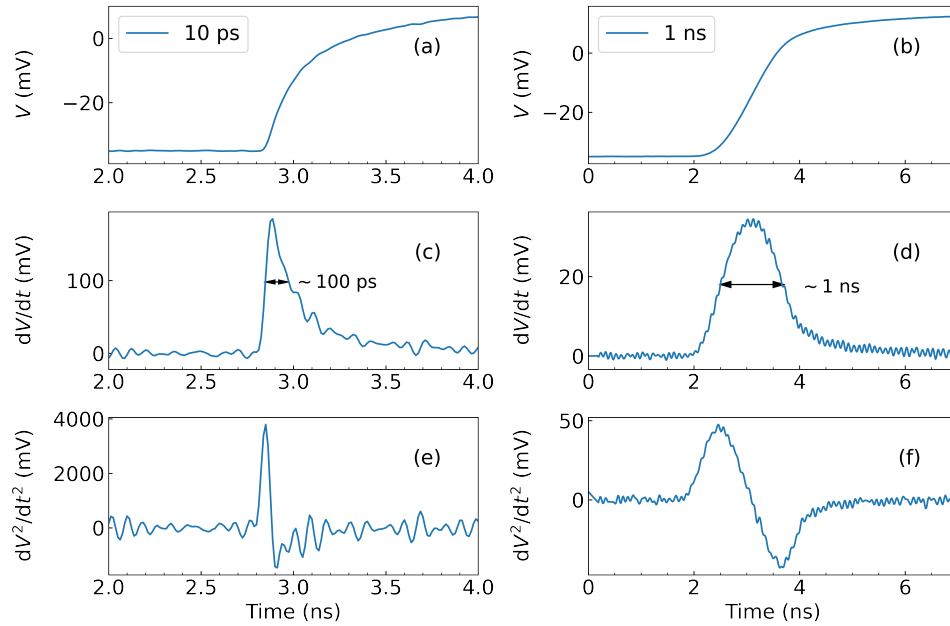 10 ps
(a)
V (mV)
0
−20
2.0 2.5 3.0 3.5 4.0
1 ns
(b)
V (mV)
0
−20
0 2 4 6
(c)
~ 100 ps
dV/dt (mV)
100
0
2.0 2.5 3.0 3.5 4.0
(d)
~ 1 ns
dV/dt (mV)
20
0
0 2 4 6
(e)
dV²/dt² (mV)
4000
2000
0
2.0 2.5 3.0 3.5 4.0
Time (ns)
(f)
dV²/dt² (mV)
50
0
0 2 4 6
Time (ns)